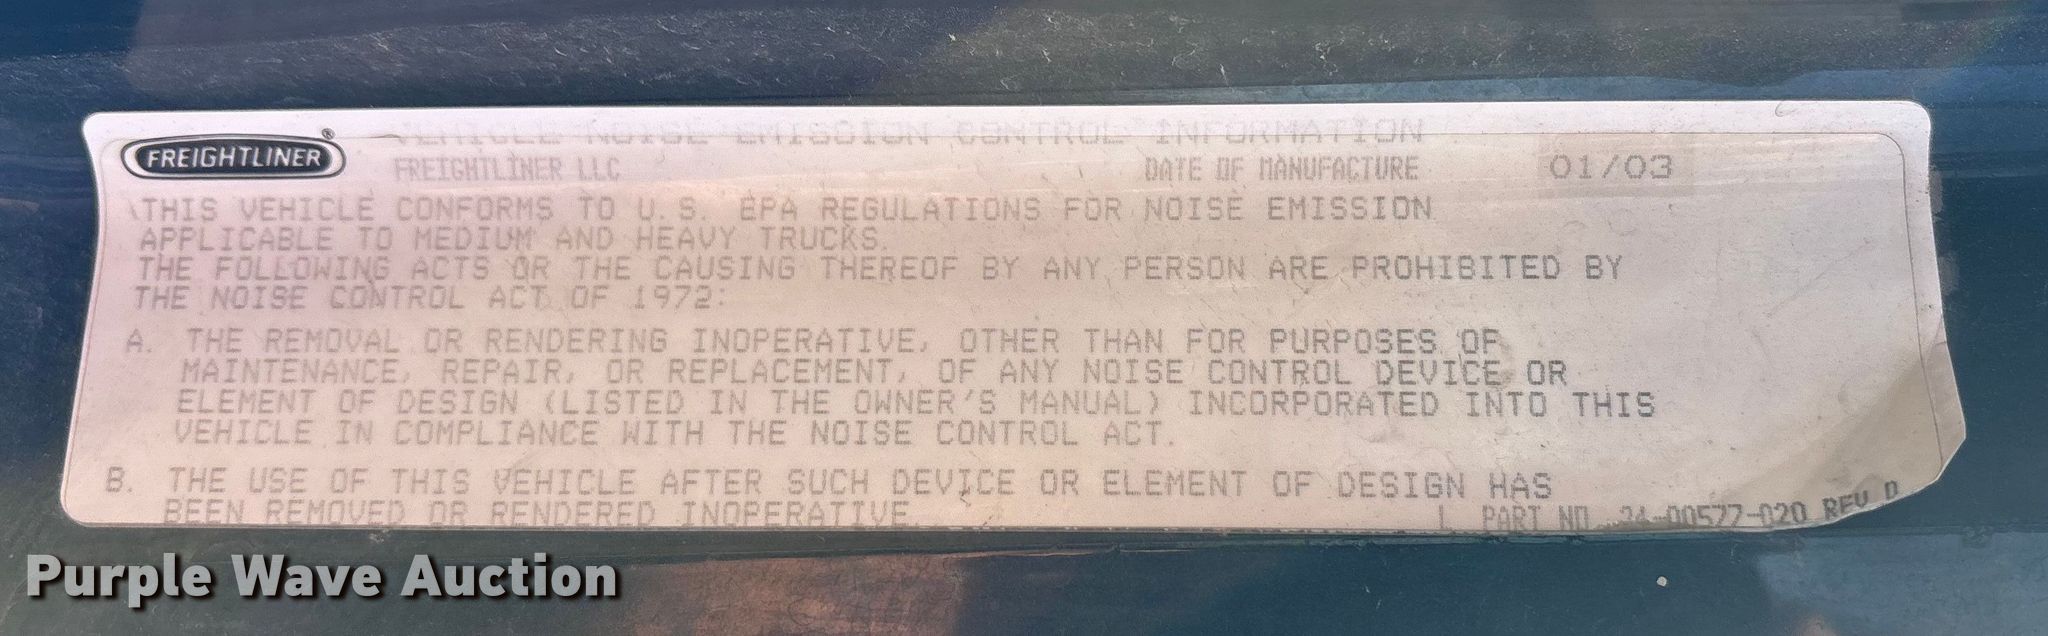 FREIGHTLINER ®
VEHICLE NOISE EMISSION CONTROL INFORMATION
FREIGHTLINER LLC DATE OF MANUFACTURE 01/03
THIS VEHICLE CONFORMS TO U.S. EPA REGULATIONS FOR NOISE EMISSION
APPLICABLE TO MEDIUM AND HEAVY TRUCKS.
THE FOLLOWING ACTS OR THE CAUSING THEREOF BY ANY PERSON ARE PROHIBITED BY
THE NOISE CONTROL ACT OF 1972:
A. THE REMOVAL OR RENDERING INOPERATIVE, OTHER THAN FOR PURPOSES OF
MAINTENANCE, REPAIR, OR REPLACEMENT, OF ANY NOISE CONTROL DEVICE OR
ELEMENT OF DESIGN (LISTED IN THE OWNER'S MANUAL) INCORPORATED INTO THIS
VEHICLE IN COMPLIANCE WITH THE NOISE CONTROL ACT.
B. THE USE OF THIS VEHICLE AFTER SUCH DEVICE OR ELEMENT OF DESIGN HAS
BEEN REMOVED OR RENDERED INOPERATIVE.
L PART NO. 24-00577-020 REV D
Purple Wave Auction